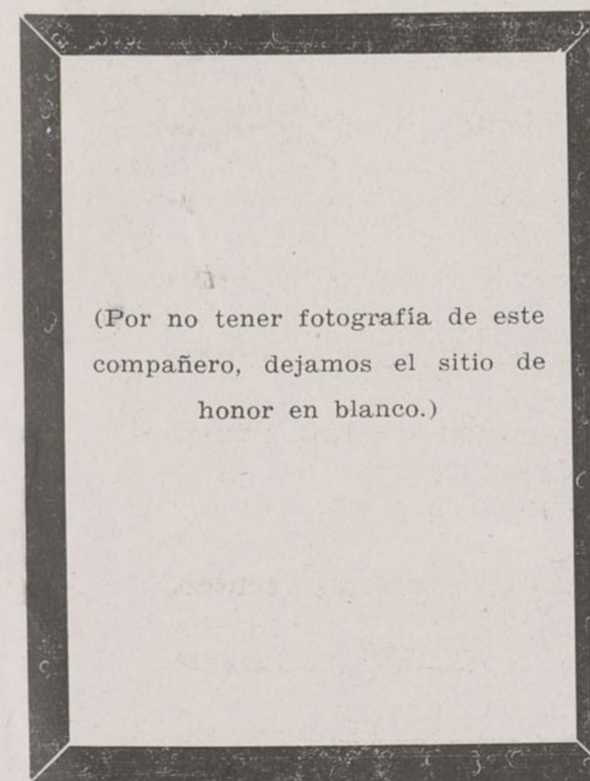 (Por no tener fotografía de este
compañero, dejamos el sitio de
honor en blanco.)